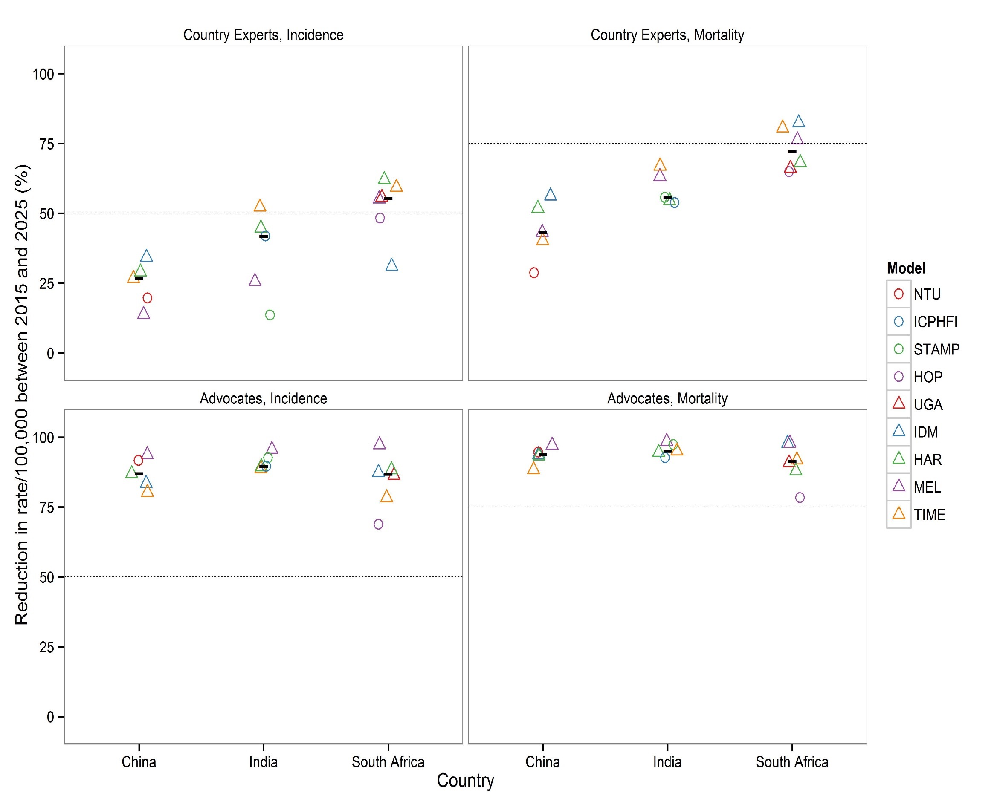 Country Experts, Incidence
Country Experts, Mortality
100
75
50
25
0
Advocates, Incidence
Advocates, Mortality
100
75
50
25
0
Reduction in rate/100,000 between 2015 and 2025 (%)
China
India
South Africa
China
India
South Africa
Country
Model
NTU
ICPHFI
STAMP
HOP
UGA
IDM
HAR
MEL
TIME